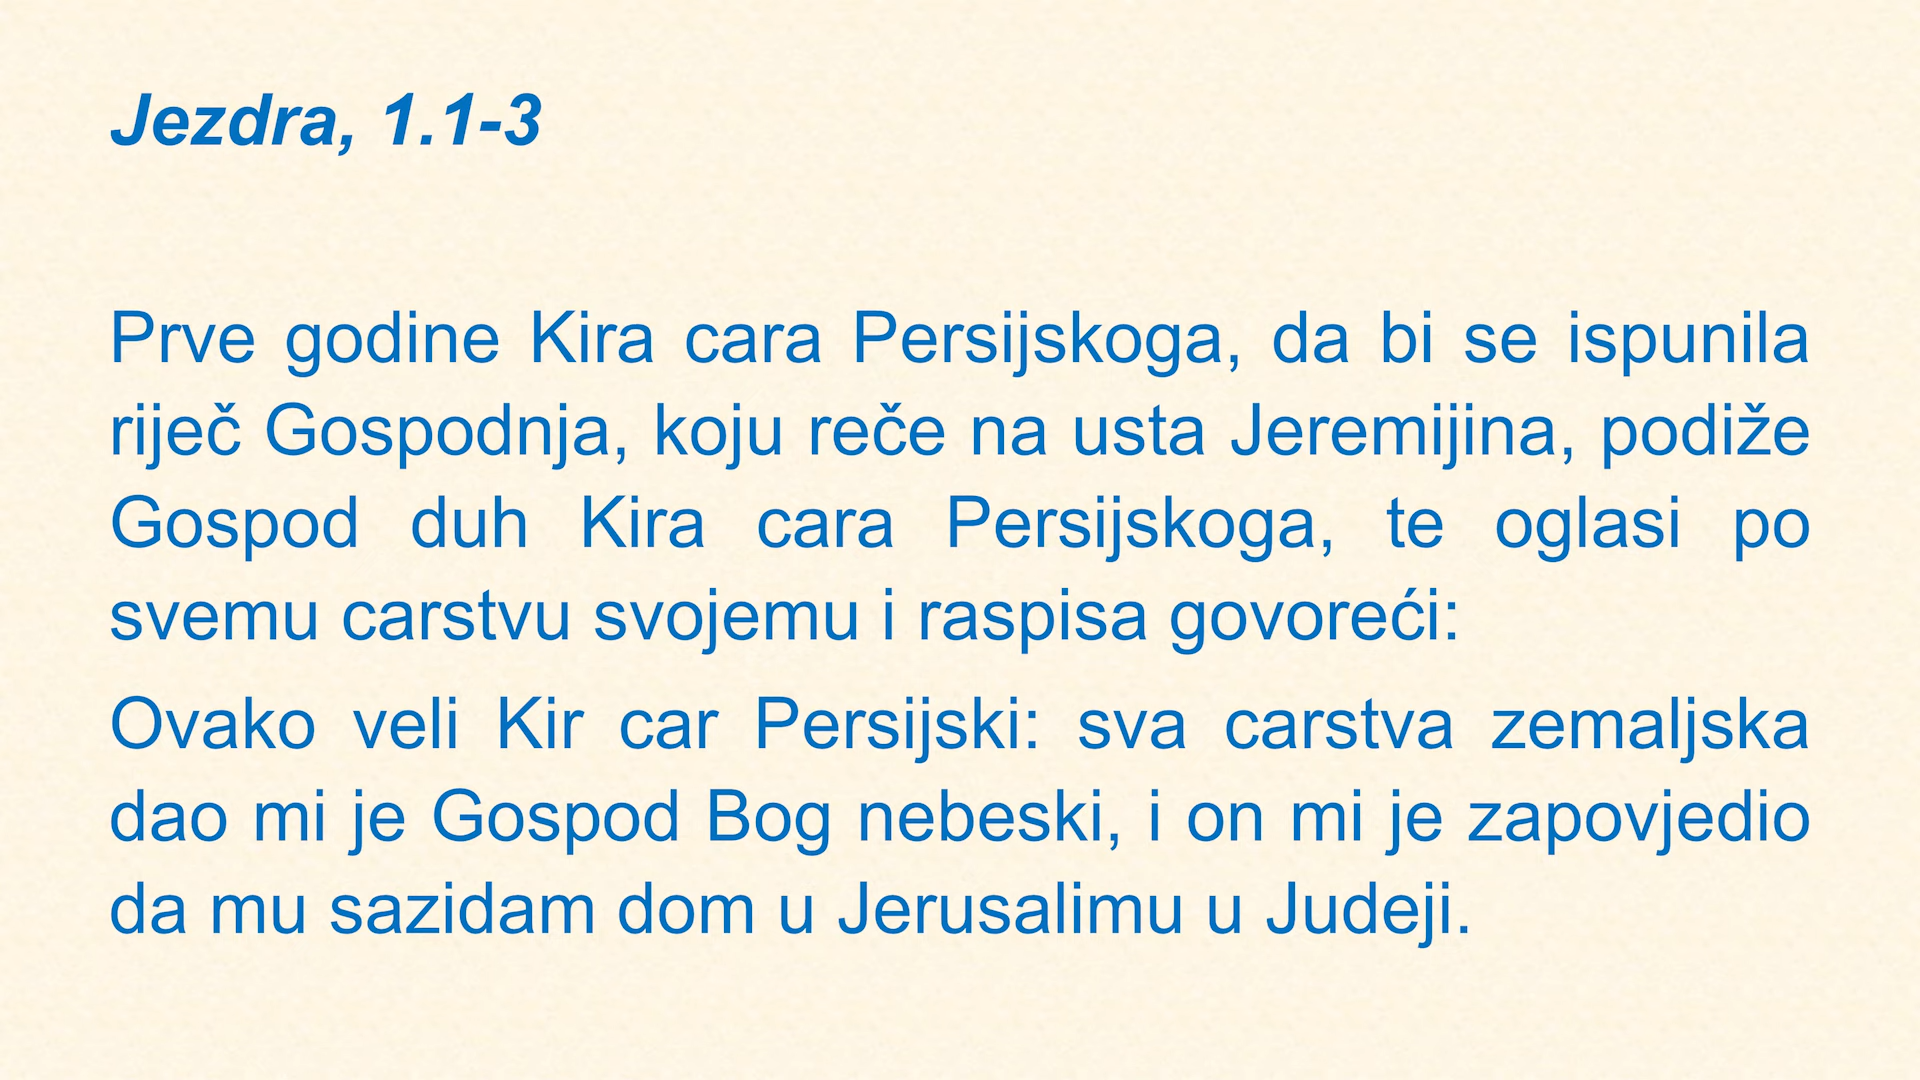 Jezdra, 1.1-3
Prve godine Kira cara Persijskoga, da bi se ispunila
riječ Gospodnja, koju reče na usta Jeremijina, podiže
Gospod duh Kira cara Persijskoga, te oglasi po
svemu carstvu svojemu i raspisa govoreći:
Ovako veli Kir car Persijski: sva carstva zemaljska
dao mi je Gospod Bog nebeski, i on mi je zapovjedio
da mu sazidam dom u Jerusalimu u Judeji.